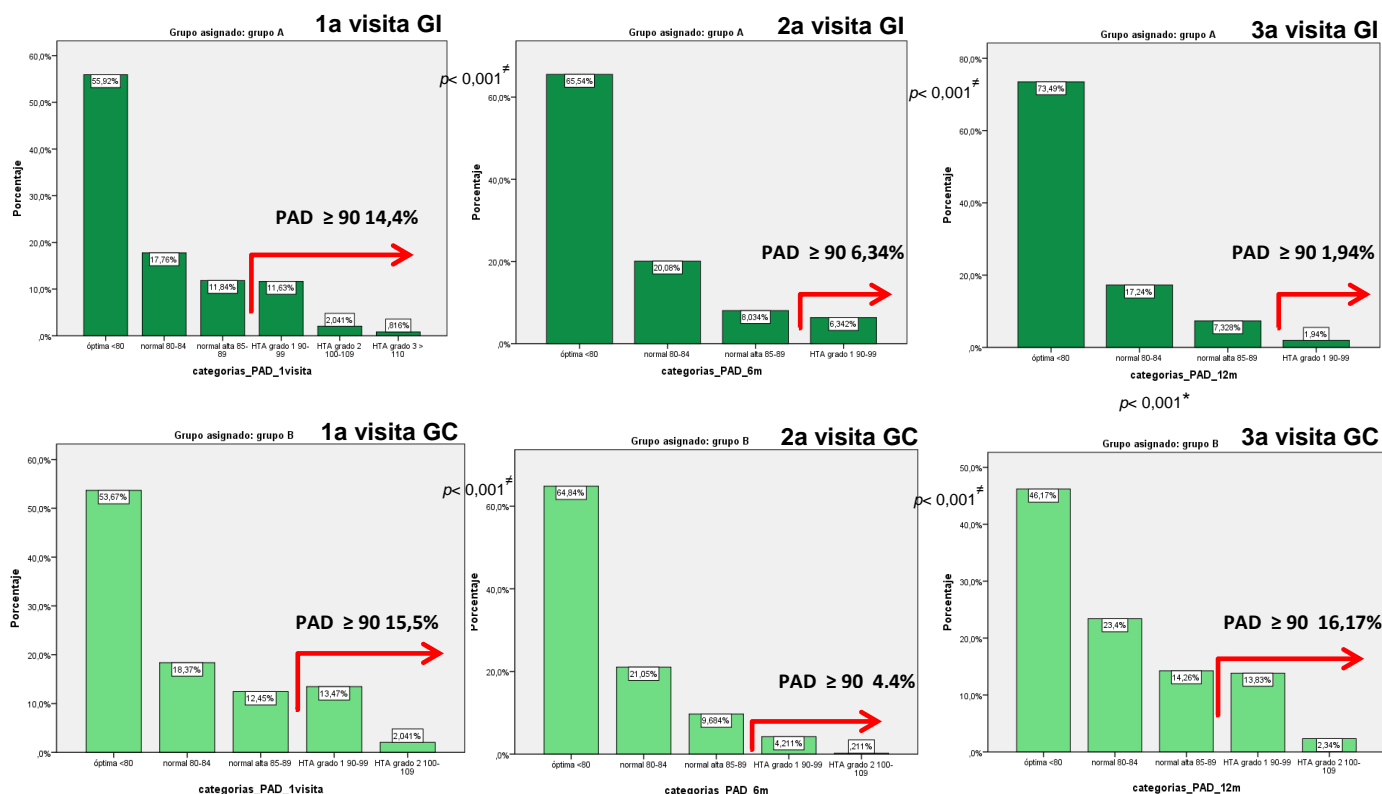 1a visita GI
Grupo asignado: grupo A
60,0%
50,0%
40,0%
30,0%
20,0%
10,0%
,0%
Porcentaje
55,92%
17,76%
11,84%
11,63%
2,041%
,816%
PAD ≥ 90 14,4%
óptima <80
normal 80-84
normal alta 85-
89
HTA grado 1 90-
99
HTA grado 2
100-109
HTA grado 3 >
110
categorias_PAD_1visita
2a visita GI
Grupo asignado: grupo A
p< 0,001≠
60,0%
40,0%
20,0%
,0%
Porcentaje
65,54%
20,08%
8,034%
6,342%
PAD ≥ 90 6,34%
óptima <80
normal 80-84
normal alta 85-89
HTA grado 1 90-99
categorias_PAD_6m
3a visita GI
Grupo asignado: grupo A
80,0%
p< 0,001≠
60,0%
40,0%
20,0%
,0%
Porcentaje
73,49%
17,24%
7,328%
1,94%
PAD ≥ 90 1,94%
óptima <80
normal 80-84
normal alta 85-89
HTA grado 1 90-99
categorias_PAD_12m
p< 0,001*
1a visita GC
Grupo asignado: grupo B
60,0%
50,0%
40,0%
30,0%
20,0%
10,0%
,0%
Porcentaje
53,67%
18,37%
12,45%
13,47%
2,041%
PAD ≥ 90 15,5%
óptima <80
normal 80-84
normal alta 85-89
HTA grado 1 90-99
HTA grado 2 100-
109
categorias_PAD_1visita
2a visita GC
Grupo asignado: grupo B
p< 0,001≠
60,0%
40,0%
20,0%
,0%
Porcentaje
64,84%
21,05%
9,684%
4,211%
,211%
PAD ≥ 90 4.4%
óptima <80
normal 80-84
normal alta 85-89
HTA grado 1 90-99
HTA grado 2 100-
109
categorias_PAD_6m
3a visita GC
Grupo asignado: grupo B
50,0%
p< 0,001≠
40,0%
30,0%
20,0%
10,0%
,0%
Porcentaje
46,17%
23,4%
14,26%
13,83%
2,34%
PAD ≥ 90 16,17%
óptima <80
normal 80-84
normal alta 85-89
HTA grado 1 90-99
HTA grado 2 100-
109
categorias_PAD_12m